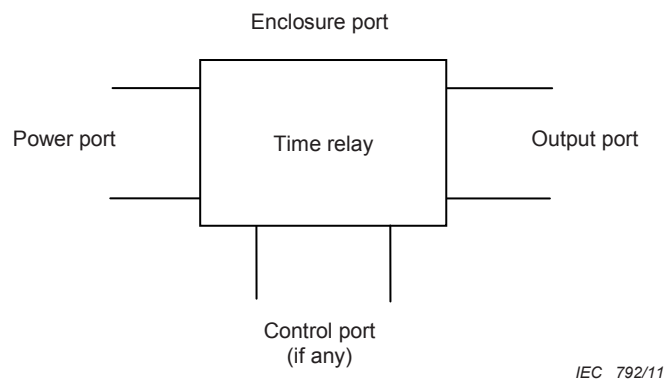 Enclosure port
Power port
Time relay
Output port
Control port
(if any)
IEC 792/11